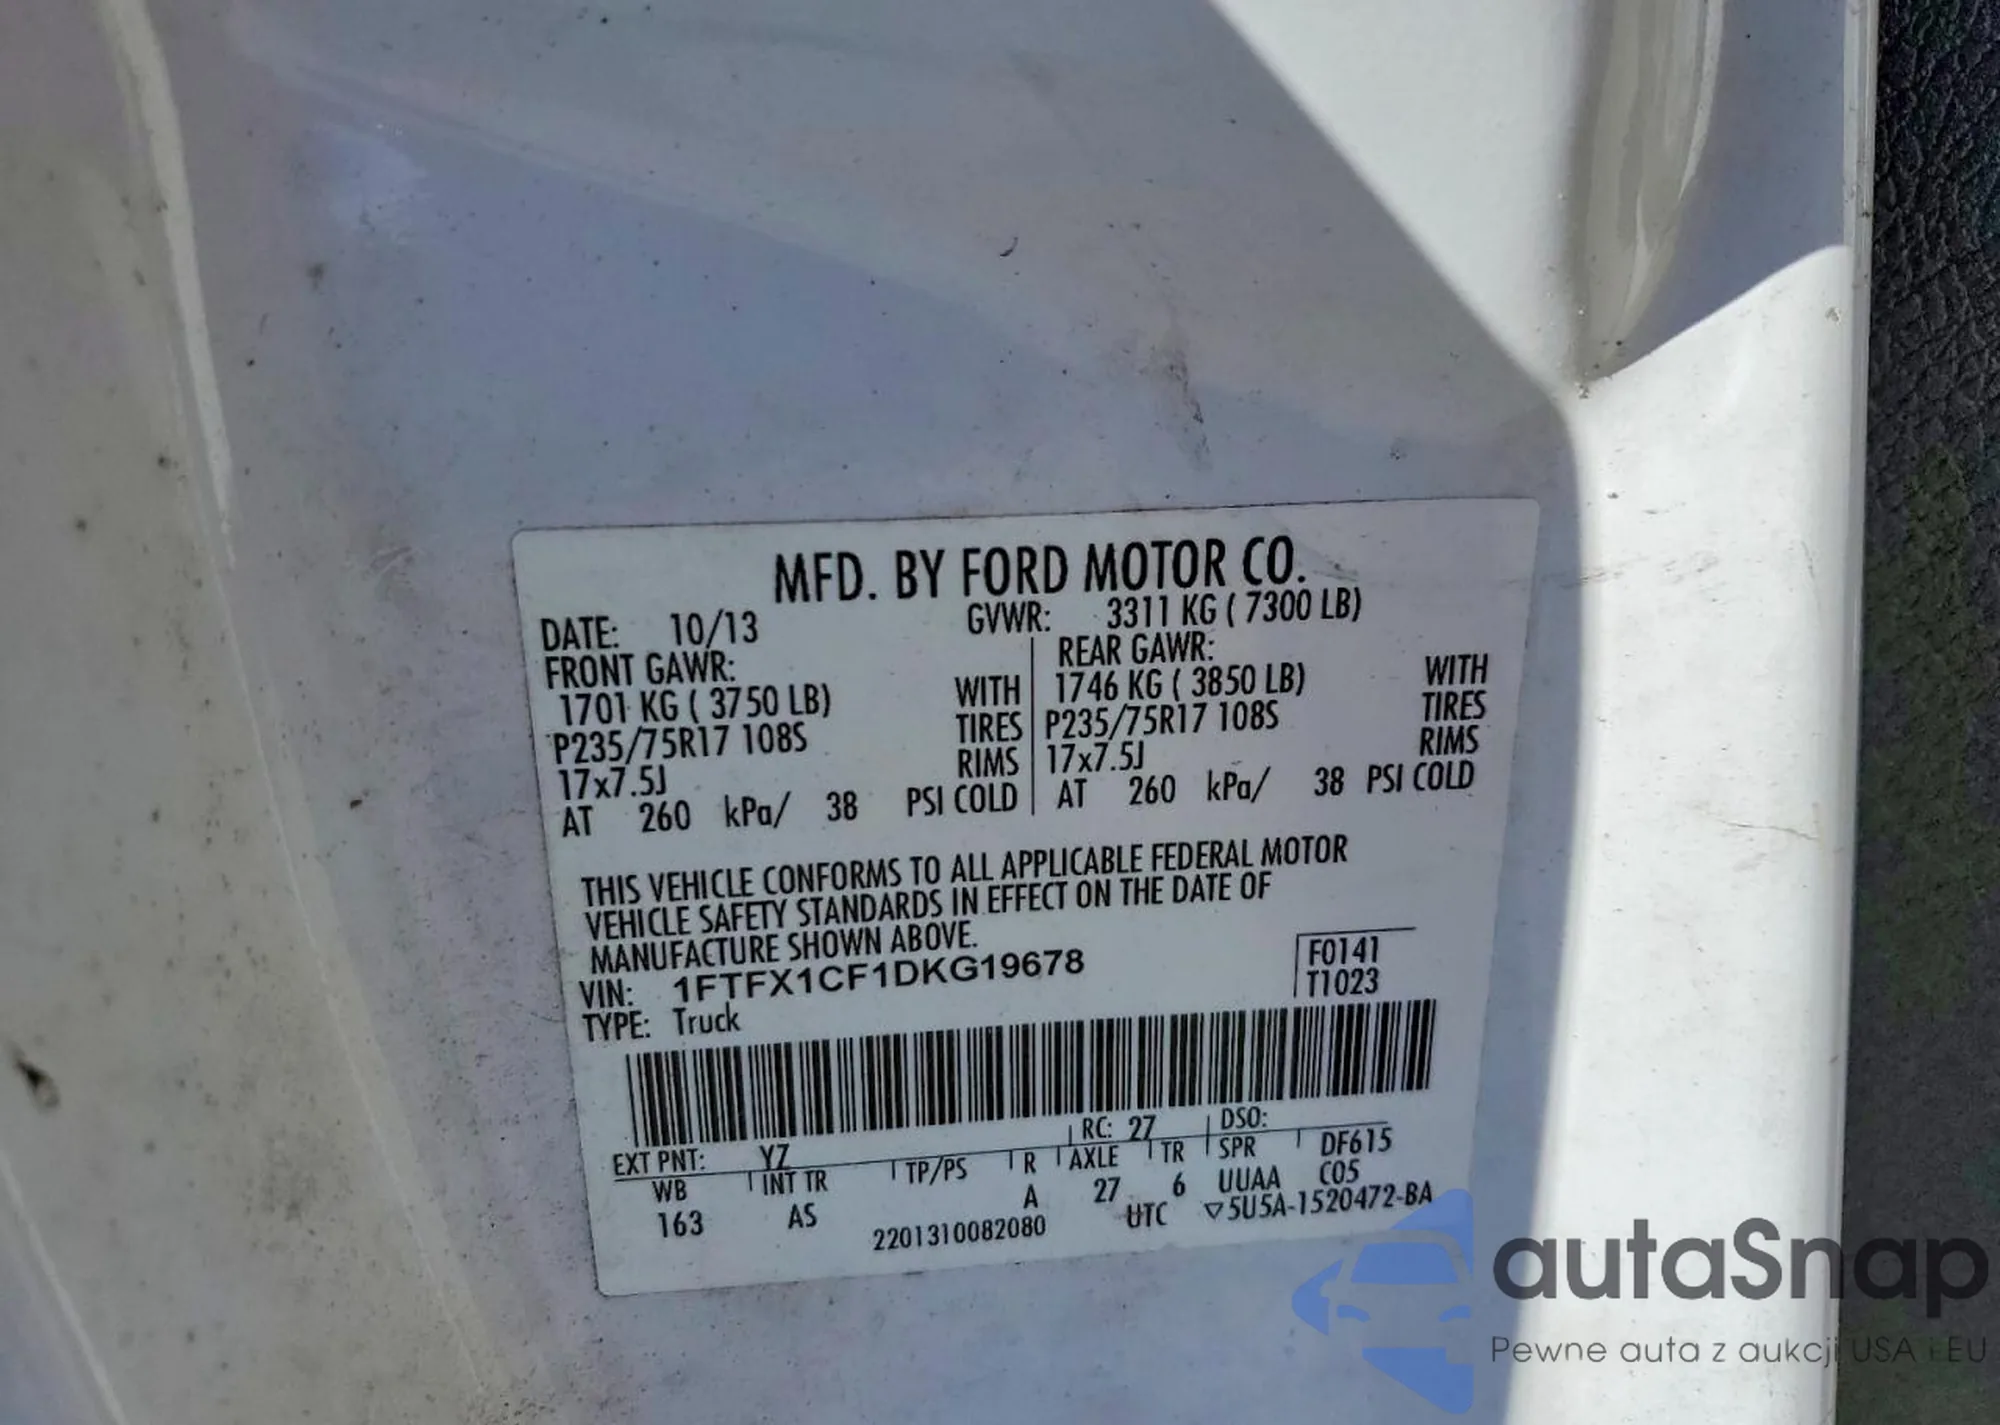 MFD. BY FORD MOTOR CO.
DATE: 10/13 GVWR: 3311 KG ( 7300 LB)
FRONT GAWR: REAR GAWR:
1701 KG ( 3750 LB) WITH 1746 KG ( 3850 LB) WITH
P235/75R17 108S TIRES P235/75R17 108S TIRES
17x7.5J RIMS 17x7.5J RIMS
AT 260 kPa/ 38 PSI COLD AT 260 kPa/ 38 PSI COLD
THIS VEHICLE CONFORMS TO ALL APPLICABLE FEDERAL MOTOR
VEHICLE SAFETY STANDARDS IN EFFECT ON THE DATE OF
MANUFACTURE SHOWN ABOVE.
VIN: 1FTFX1CF1DKG19678 F0141
TYPE: Truck T1023
EXT PNT: YZ RC: 27 DSO:
WB INT TR TP/PS R AXLE TR SPR DF615
163 AS A 27 6 UUAA C05
2201310082080 UTC ▽5U5A-1520472-BA
autaSnap
Pewne auta z aukcji USA i EU